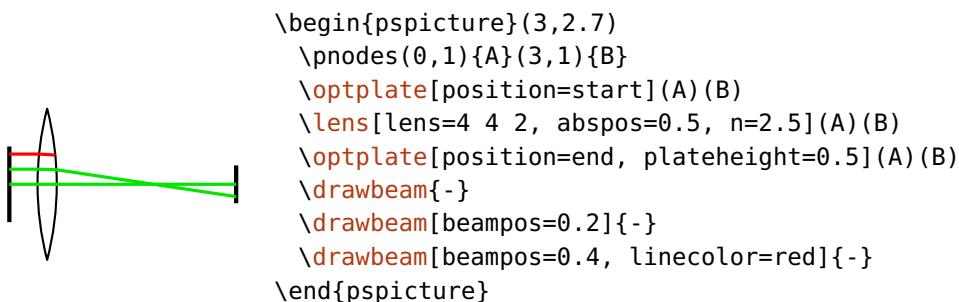 \begin{pspicture}(3,2.7)
  \pnodes(0,1){A}(3,1){B}
  \optplate[position=start](A)(B)
  \lens[lens=4 4 2, abspos=0.5, n=2.5](A)(B)
  \optplate[position=end, plateheight=0.5](A)(B)
  \drawbeam{-}
  \drawbeam[beampos=0.2]{-}
  \drawbeam[beampos=0.4, linecolor=red]{-}
\end{pspicture}